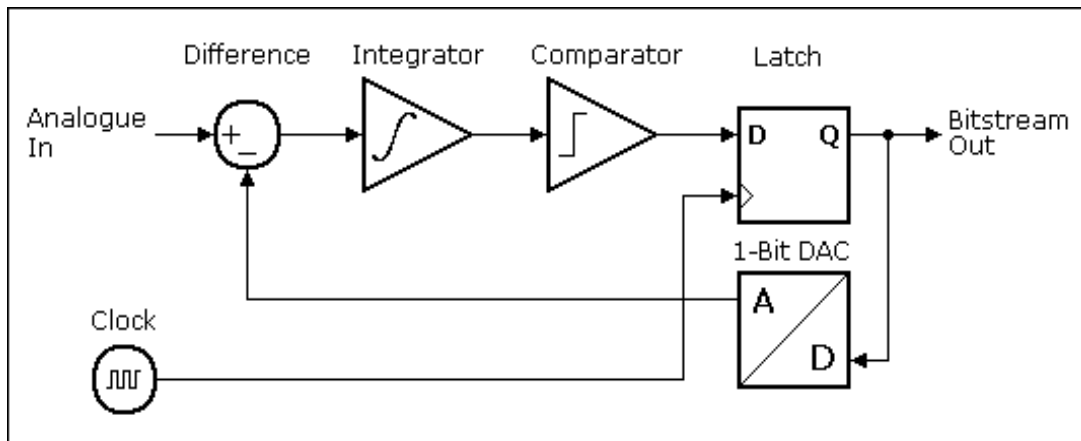 Difference
Integrator
Comparator
Latch
Analogue
In
+
−
D
Q
Bitstream
Out
1-Bit DAC
A
D
Clock